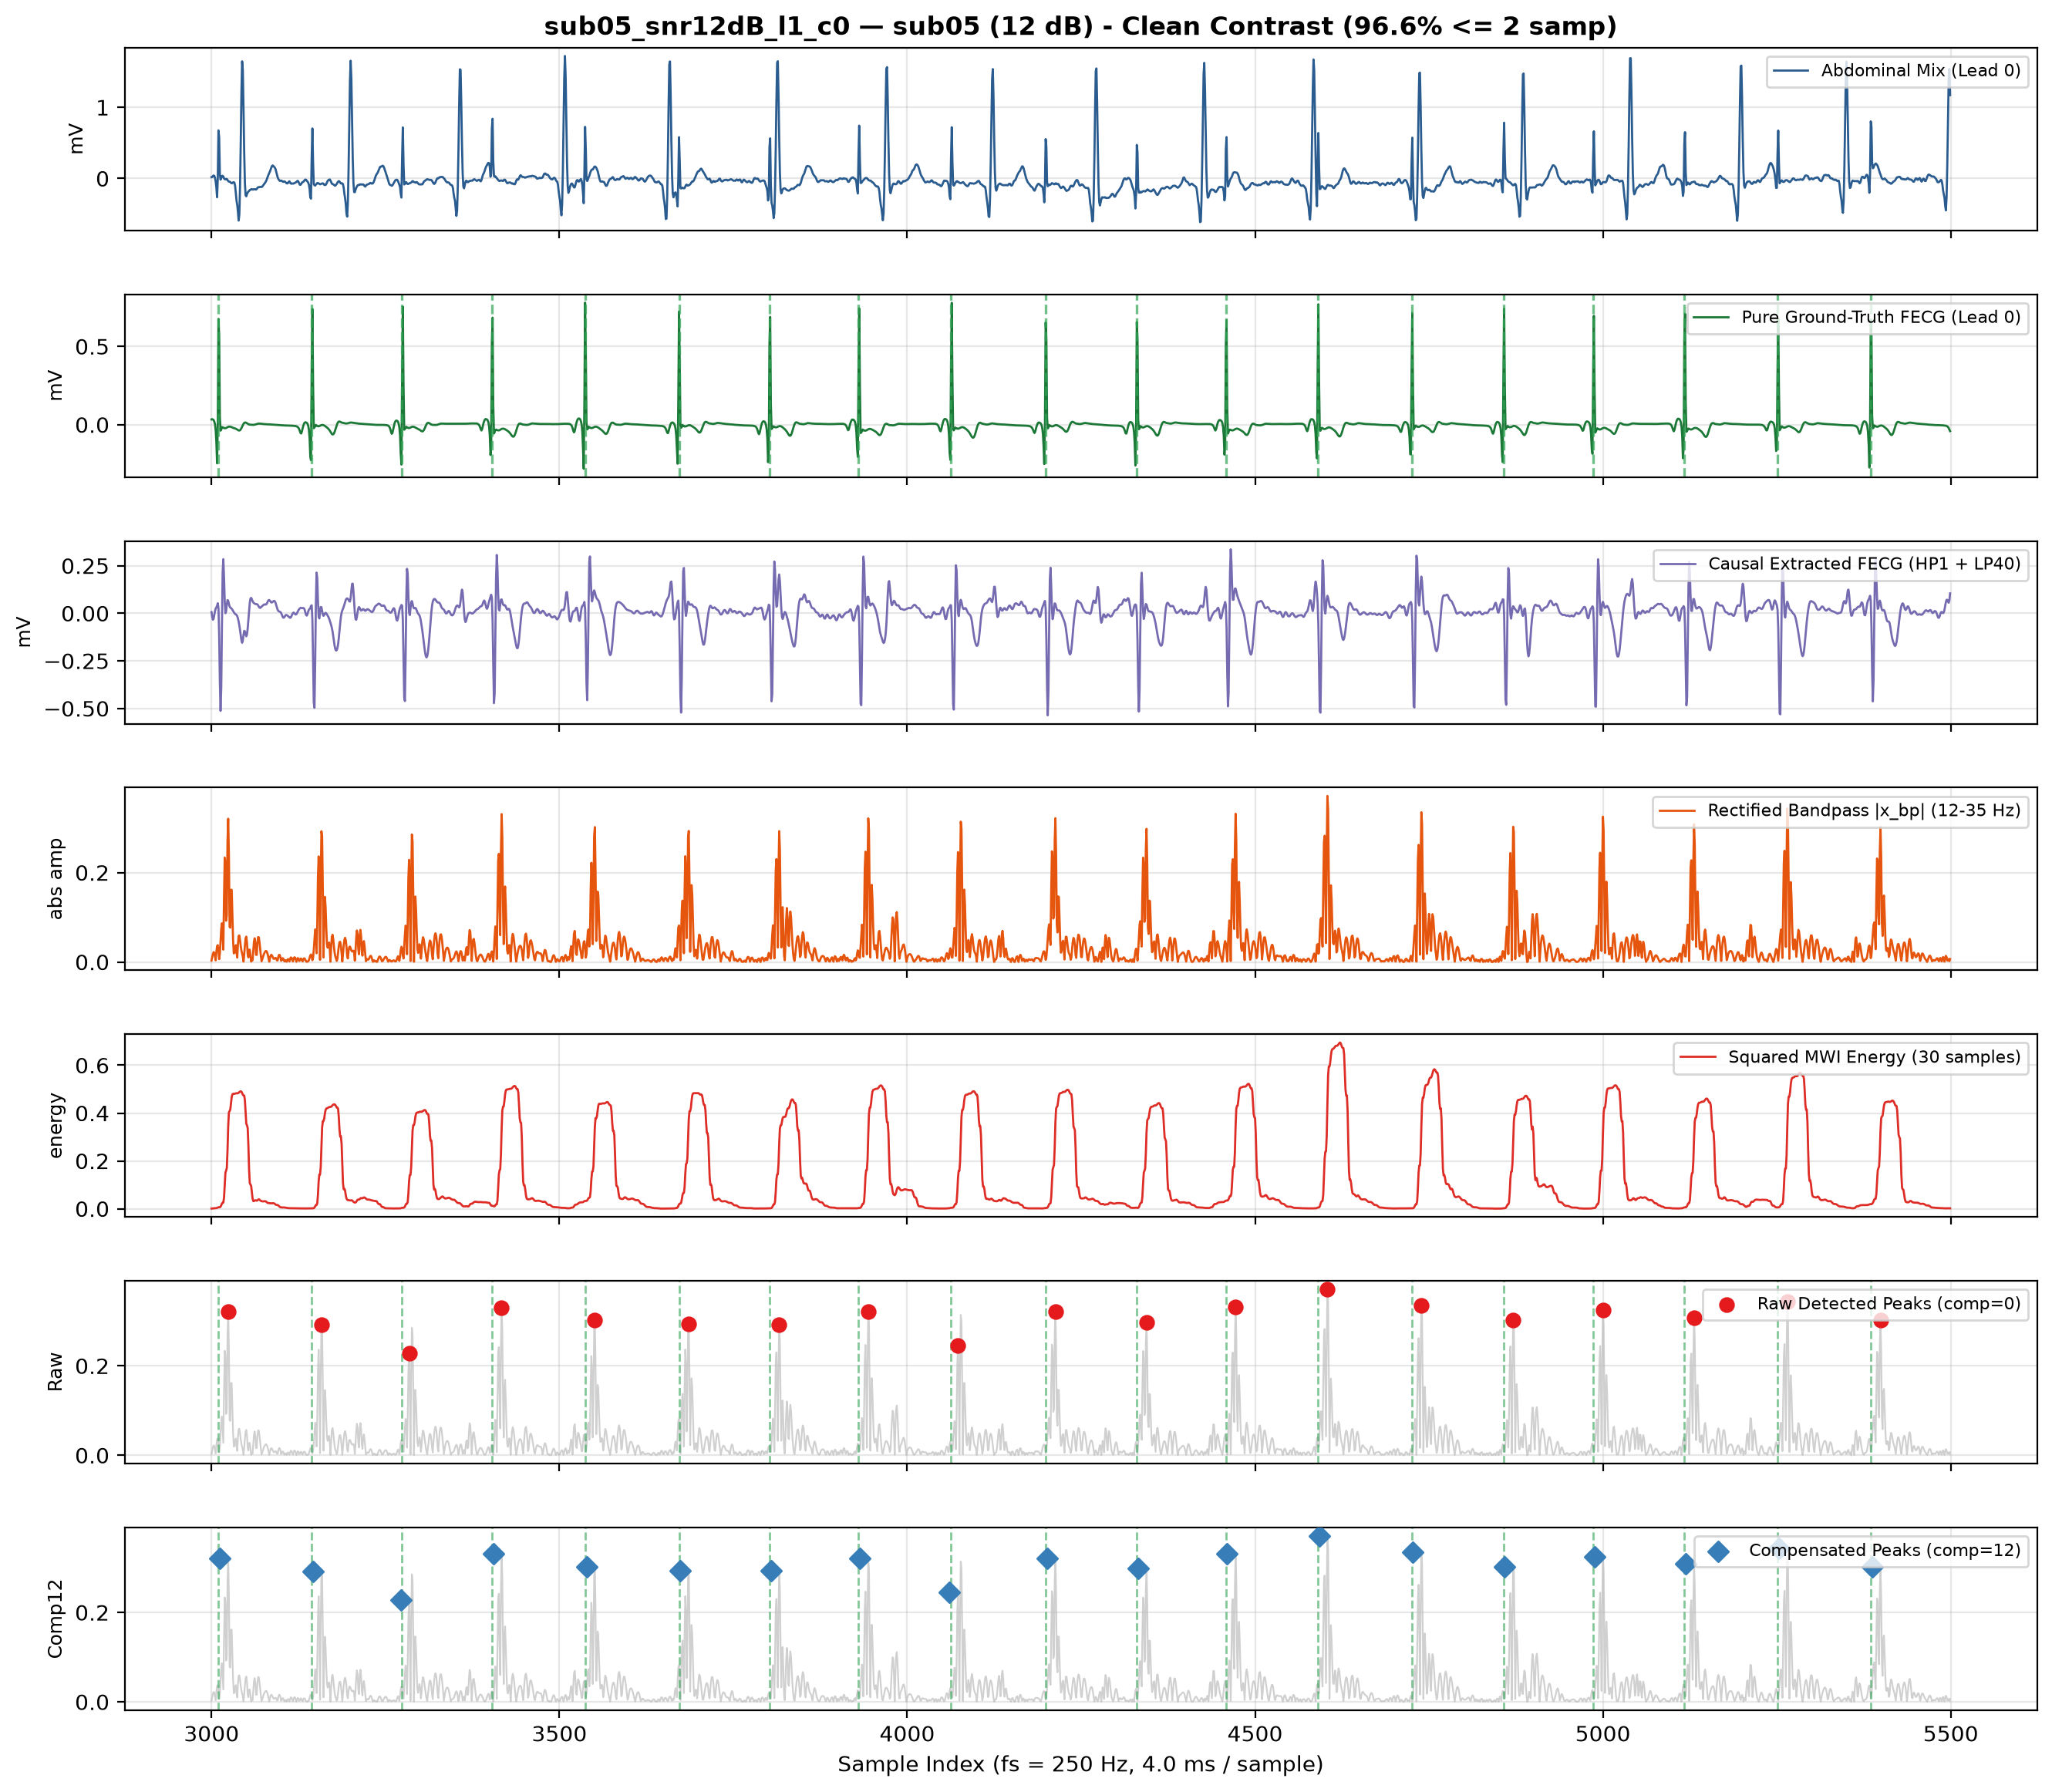 sub05_snr12dB_l1_c0 — sub05 (12 dB) - Clean Contrast (96.6% <= 2 samp)
Abdominal Mix (Lead 0)
1
0
mV
Pure Ground-Truth FECG (Lead 0)
0.5
0.0
mV
Causal Extracted FECG (HP1 + LP40)
0.25
0.00
−0.25
−0.50
mV
Rectified Bandpass |x_bp| (12-35 Hz)
0.2
0.0
abs amp
Squared MWI Energy (30 samples)
0.6
0.4
0.2
0.0
energy
Raw Detected Peaks (comp=0)
0.2
0.0
Raw
Compensated Peaks (comp=12)
0.2
0.0
Comp12
3000 3500 4000 4500 5000 5500
Sample Index (fs = 250 Hz, 4.0 ms / sample)